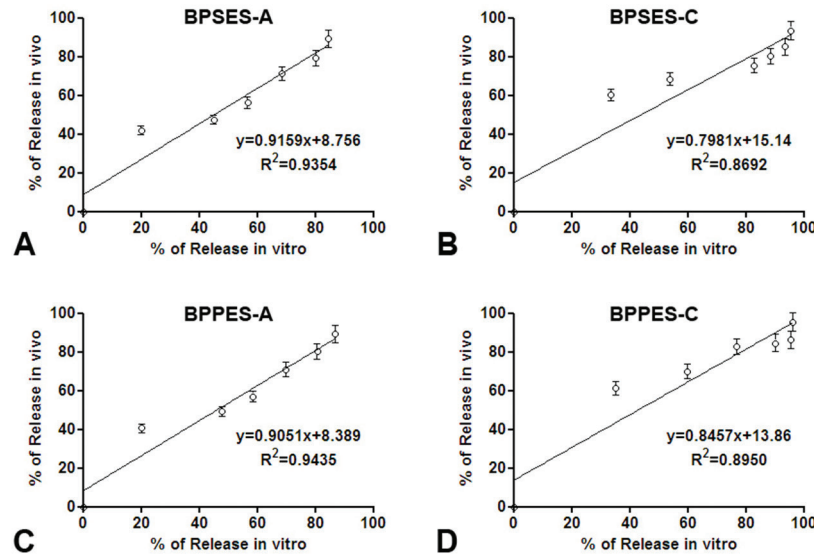 BPSES-A
100
80
60
40
20
0
% of Release in vivo
y=0.9159x+8.756
R²=0.9354
0 20 40 60 80 100
% of Release in vitro
A
BPSES-C
100
80
60
40
20
0
% of Release in vivo
y=0.7981x+15.14
R²=0.8692
0 20 40 60 80 100
% of Release in vitro
B
BPPES-A
100
80
60
40
20
0
% of Release in vivo
y=0.9051x+8.389
R²=0.9435
0 20 40 60 80 100
% of Release in vitro
C
BPPES-C
100
80
60
40
20
0
% of Release in vivo
y=0.8457x+13.86
R²=0.8950
0 20 40 60 80 100
% of Release in vitro
D